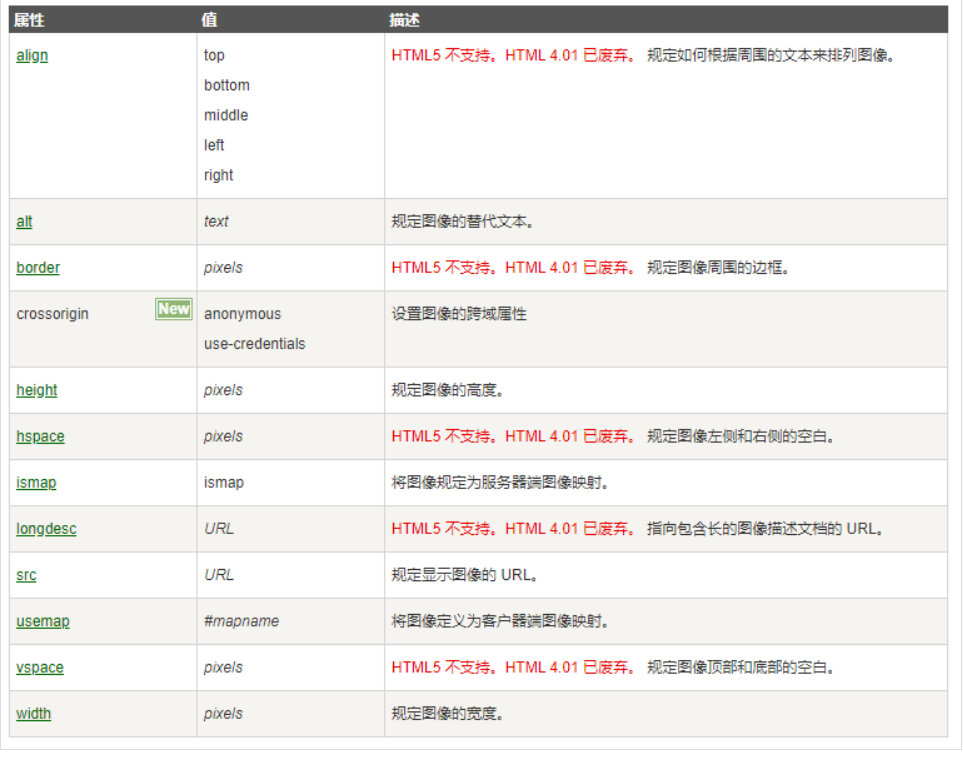 属性 值 描述
align top HTML5 不支持。HTML 4.01 已废弃。 规定如何根据周围的文本来排列图像。
bottom
middle
left
right
alt text 规定图像的替代文本。
border pixels HTML5 不支持。HTML 4.01 已废弃。 规定图像周围的边框。
crossorigin New anonymous 设置图像的跨域属性
use-credentials
height pixels 规定图像的高度。
hspace pixels HTML5 不支持。HTML 4.01 已废弃。 规定图像左侧和右侧的空白。
ismap ismap 将图像规定为服务器端图像映射。
longdesc URL HTML5 不支持。HTML 4.01 已废弃。 指向包含长的图像描述文档的 URL。
src URL 规定显示图像的 URL。
usemap #mapname 将图像定义为客户器端图像映射。
vspace pixels HTML5 不支持。HTML 4.01 已废弃。 规定图像顶部和底部的空白。
width pixels 规定图像的宽度。